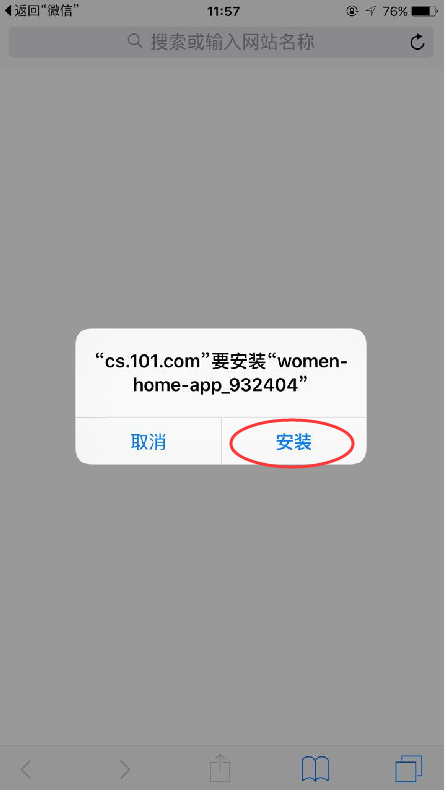 返回“微信” 11:57 76%
搜索或输入网站名称
“cs.101.com”要安装“women-
home-app_932404”
取消 安装